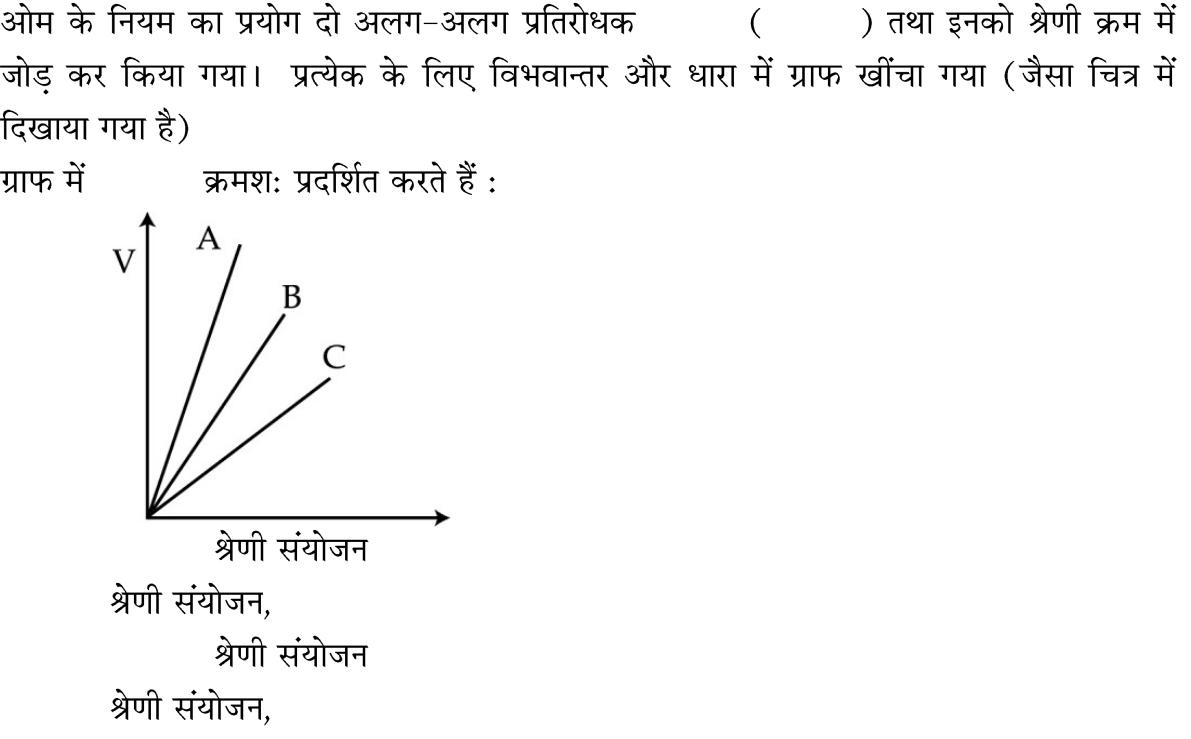 ओम के नियम का प्रयोग दो अलग-अलग प्रतिरोधक ( ) तथा इनको श्रेणी क्रम में
जोड़ कर किया गया। प्रत्येक के लिए विभवान्तर और धारा में ग्राफ खींचा गया (जैसा चित्र में
दिखाया गया है)
ग्राफ में क्रमश: प्रदर्शित करते हैं :
A
V
B
C
श्रेणी संयोजन
श्रेणी संयोजन,
श्रेणी संयोजन
श्रेणी संयोजन,